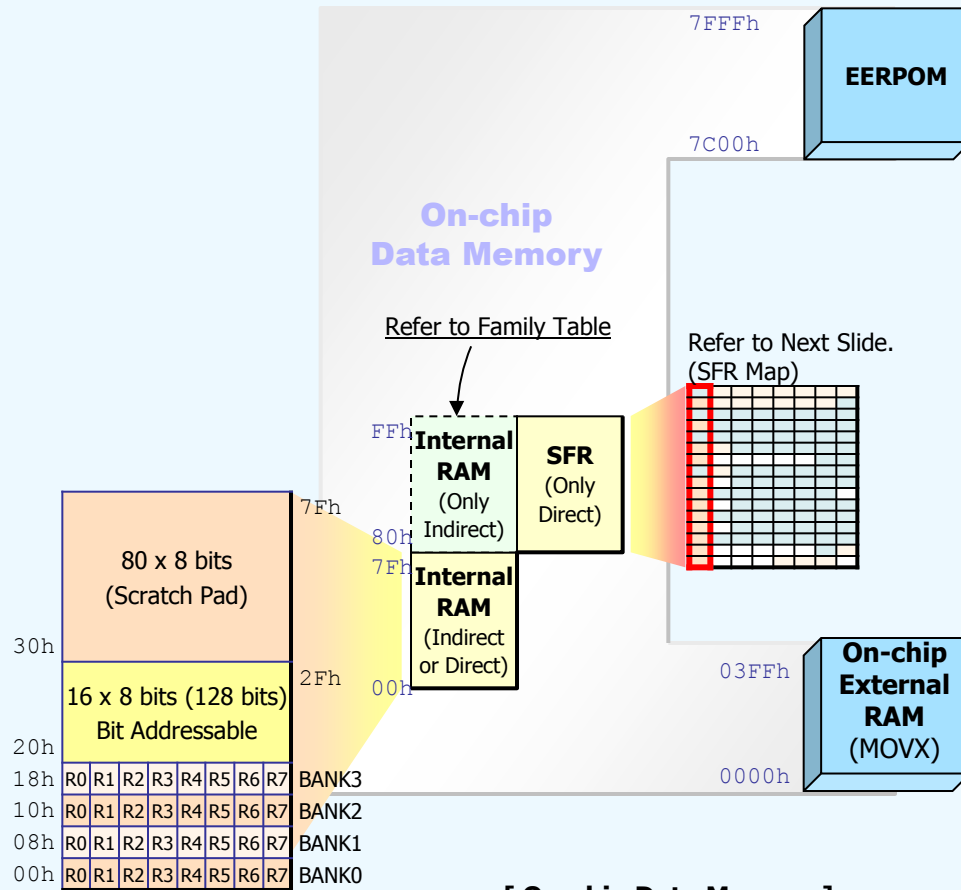 7FFFh
EERPOM
7C00h
On-chip
Data Memory
Refer to Family Table
Refer to Next Slide.
(SFR Map)
FFh
Internal
RAM
(Only
Indirect)
80h
SFR
(Only
Direct)
7Fh
Internal
RAM
(Indirect
or Direct)
00h
7Fh
80 x 8 bits
(Scratch Pad)
30h
2Fh
16 x 8 bits (128 bits)
Bit Addressable
20h
18h R0 R1 R2 R3 R4 R5 R6 R7 BANK3
10h R0 R1 R2 R3 R4 R5 R6 R7 BANK2
08h R0 R1 R2 R3 R4 R5 R6 R7 BANK1
00h R0 R1 R2 R3 R4 R5 R6 R7 BANK0
03FFh
On-chip
External
RAM
(MOVX)
0000h